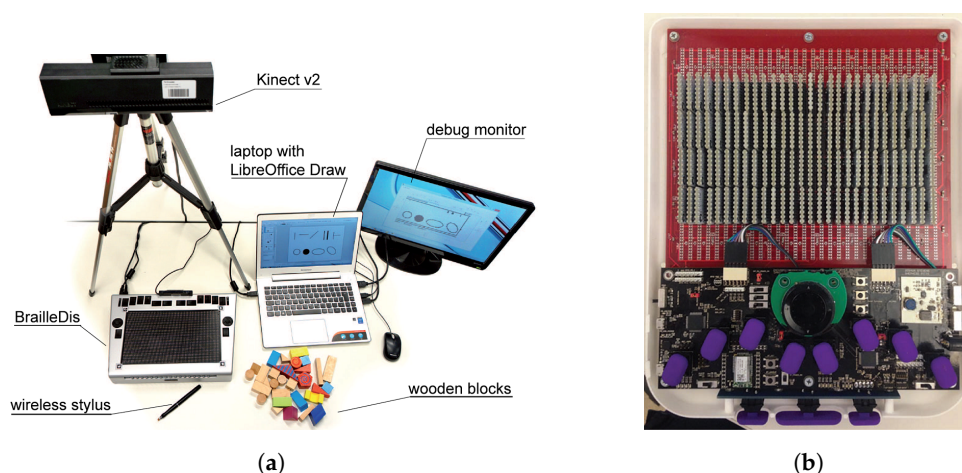 Kinect v2
debug monitor
laptop with
LibreOffice Draw
BrailleDis
wireless stylus
wooden blocks
(a)
(b)